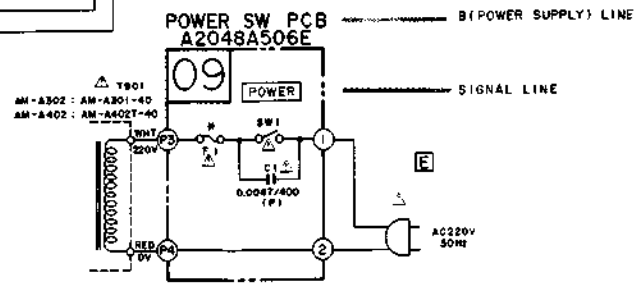 POWER SW PCB
A2048A506E
B(POWER SUPPLY) LINE
09
POWER
SIGNAL LINE
T901
AM-A302 : AM-A301-40
AM-A402 : AM-A402T-40
WHT
220V
P3
*
SW1
1
C1
0.0047/400
(P)
E
RED
0V
P4
2
AC220V
50Hz